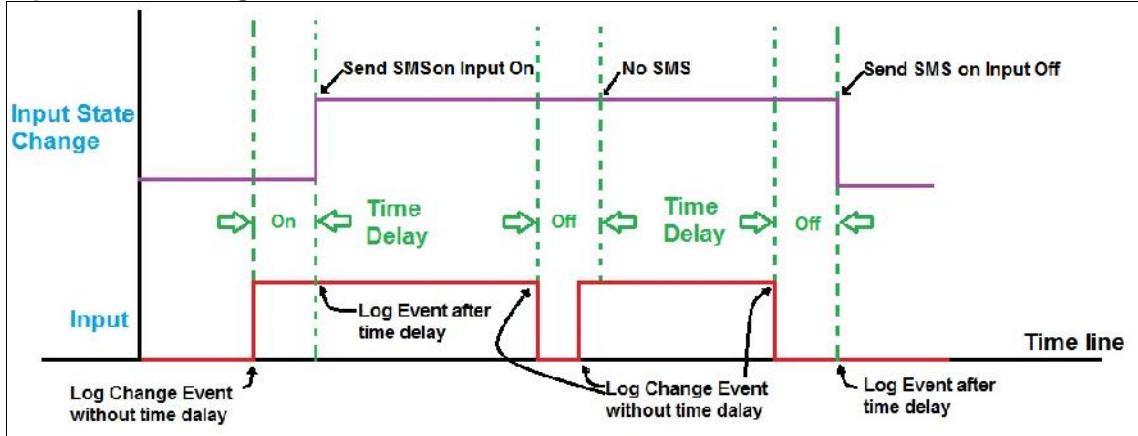 Send SMSon Input On
No SMS
Send SMS on Input Off
Input State
Change
On
Time
Delay
Off
Time
Delay
Off
Input
Log Event after
time delay
Time line
Log Change Event
without time dalay
Log Change Event
without time dalay
Log Event after
time delay